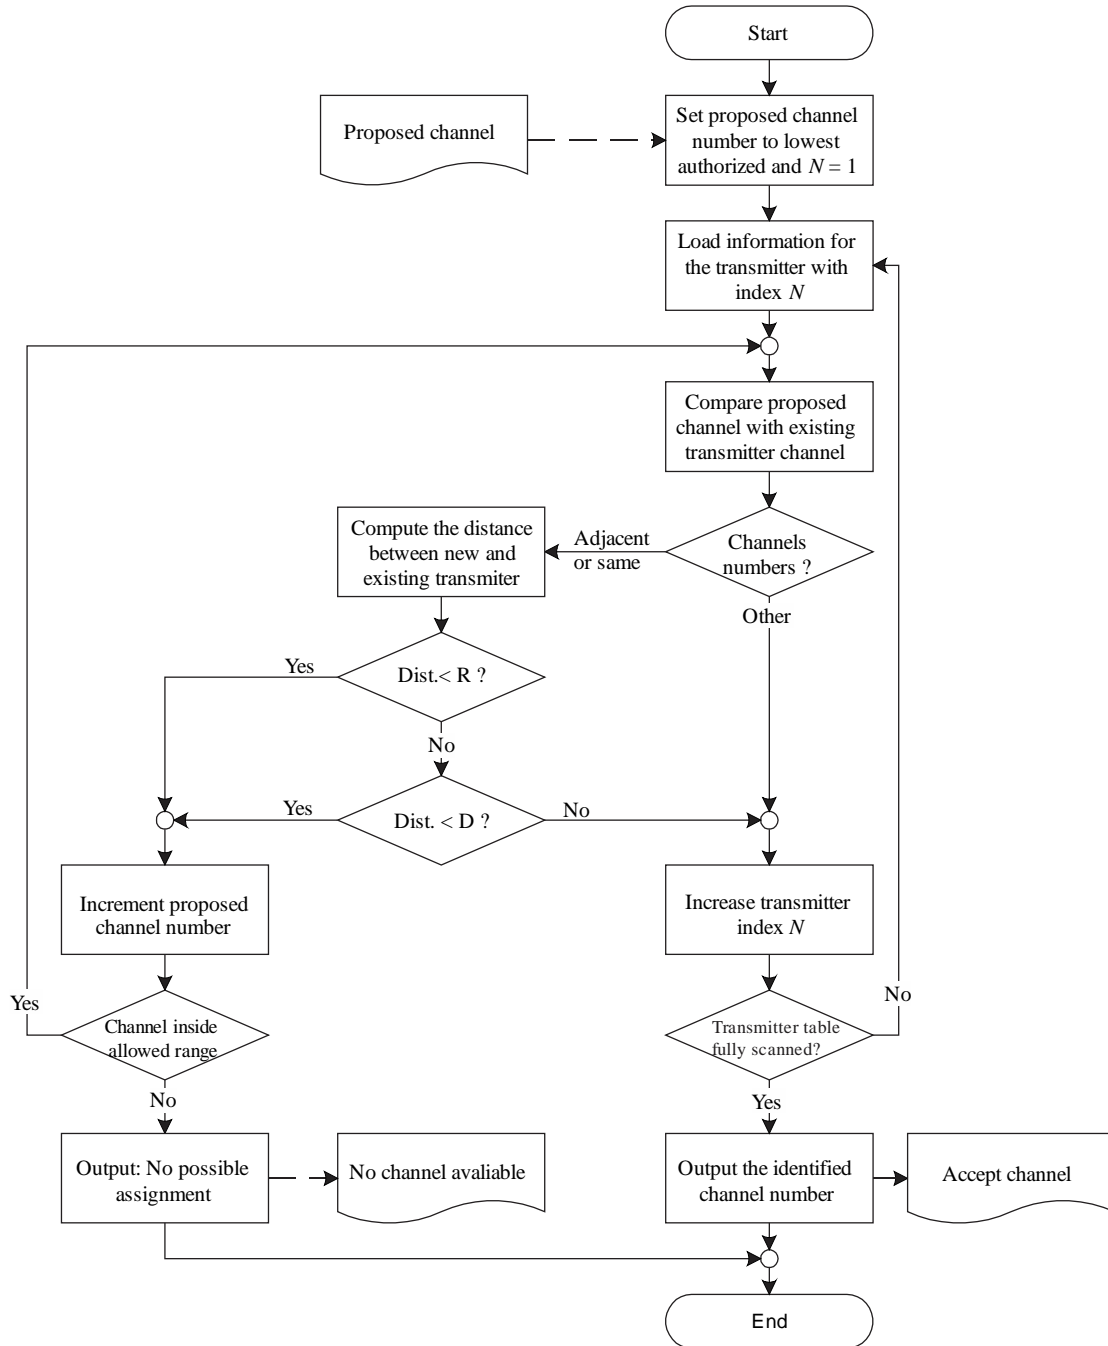 Start
Proposed channel
Set proposed channel
number to lowest
authorized and N = 1
Load information for
the transmitter with
index N
Compare proposed
channel with existing
transmitter channel
Compute the distance
between new and
existing transmiter
Adjacent
or same
Channels
numbers ?
Other
Yes
Dist.< R ?
No
Yes
Dist. < D ?
No
Increment proposed
channel number
Increase transmitter
index N
Yes
No
Channel inside
allowed range
Transmitter table
fully scanned?
No
Yes
Output: No possible
assignment
No channel avaliable
Output the identified
channel number
Accept channel
End